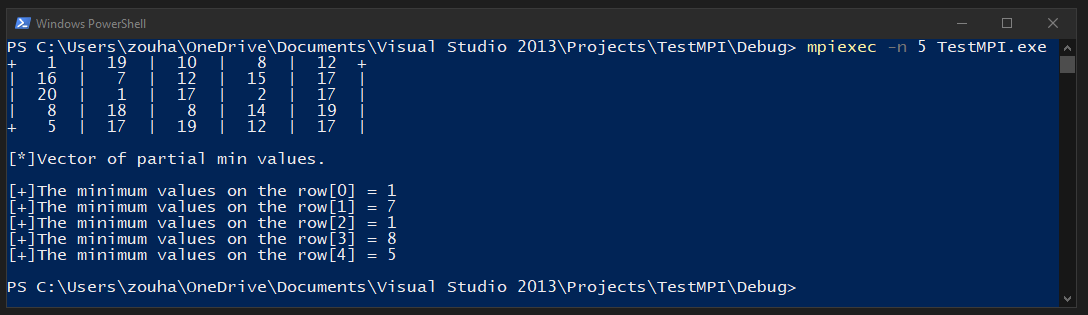 Windows PowerShell
PS C:\Users\zouha\OneDrive\Documents\Visual Studio 2013\Projects\TestMPI\Debug> mpiexec -n 5 TestMPI.exe
+   1  |  19  |  10  |   8  |  12  +
|  16  |   7  |  12  |  15  |  17  |
|  20  |   1  |  17  |   2  |  17  |
|   8  |  18  |   8  |  14  |  19  |
+   5  |  17  |  19  |  12  |  17  |
[*]Vector of partial min values.
[+]The minimum values on the row[0] = 1
[+]The minimum values on the row[1] = 7
[+]The minimum values on the row[2] = 1
[+]The minimum values on the row[3] = 8
[+]The minimum values on the row[4] = 5
PS C:\Users\zouha\OneDrive\Documents\Visual Studio 2013\Projects\TestMPI\Debug>